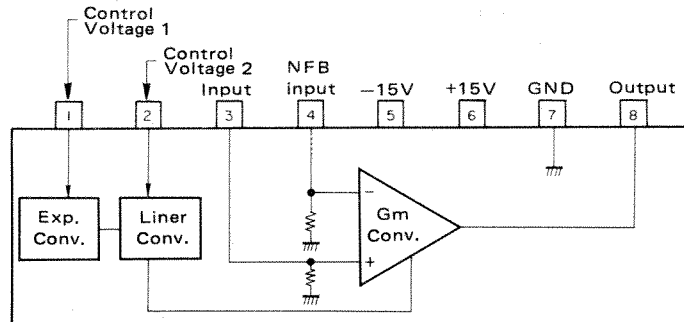 Control
Voltage 1
Control
Voltage 2
Input
NFB
input
—15V
+15V
GND
Output
1
2
3
4
5
6
7
8
Exp.
Conv.
Liner
Conv.
−
Gm
Conv.
+